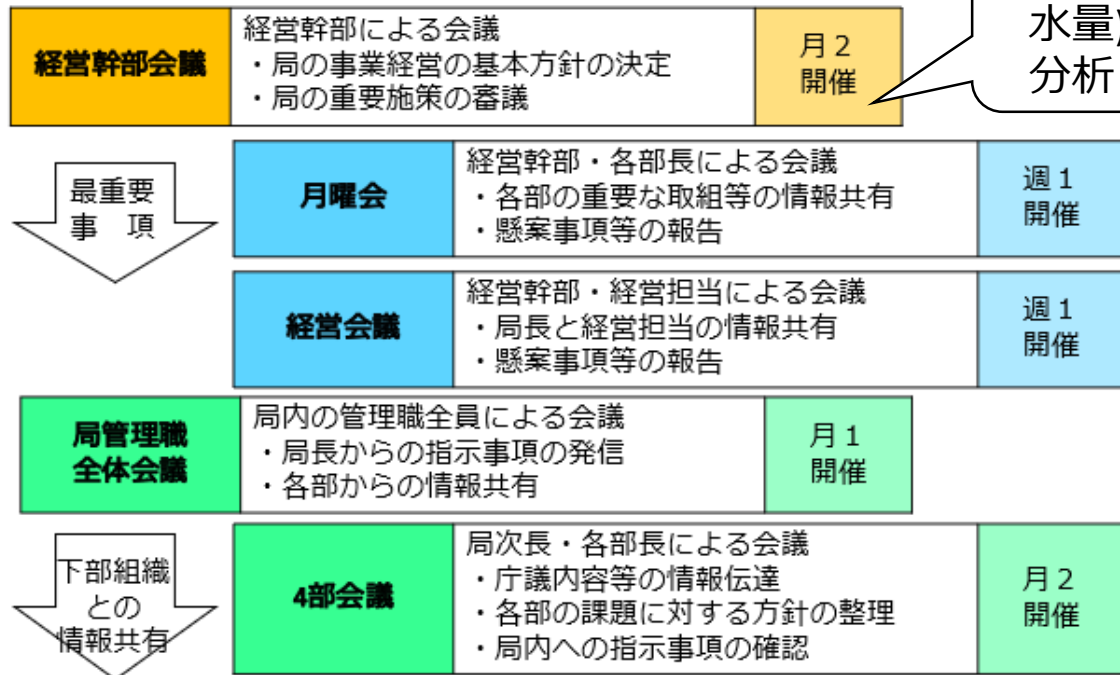 水量)
分析
経営幹部会議
経営幹部による会議
・局の事業経営の基本方針の決定
・局の重要施策の審議
月2
開催
最重要
事 項
月曜会
経営幹部・各部長による会議
・各部の重要な取組等の情報共有
・懸案事項等の報告
週1
開催
経営会議
経営幹部・経営担当による会議
・局長と経営担当の情報共有
・懸案事項等の報告
週1
開催
局管理職
全体会議
局内の管理職全員による会議
・局長からの指示事項の発信
・各部からの情報共有
月1
開催
下部組織
との
情報共有
4部会議
局次長・各部長による会議
・庁議内容等の情報伝達
・各部の課題に対する方針の整理
・局内への指示事項の確認
月2
開催